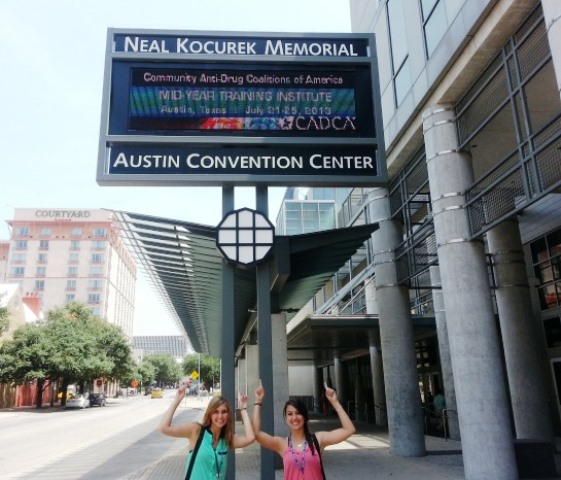 NEAL KOCUREK MEMORIAL
Community Anti-Drug Coalitions of America
MID-YEAR TRAINING INSTITUTE
Austin, Texas July 21-25, 2013
CADCA
AUSTIN CONVENTION CENTER
COURTYARD